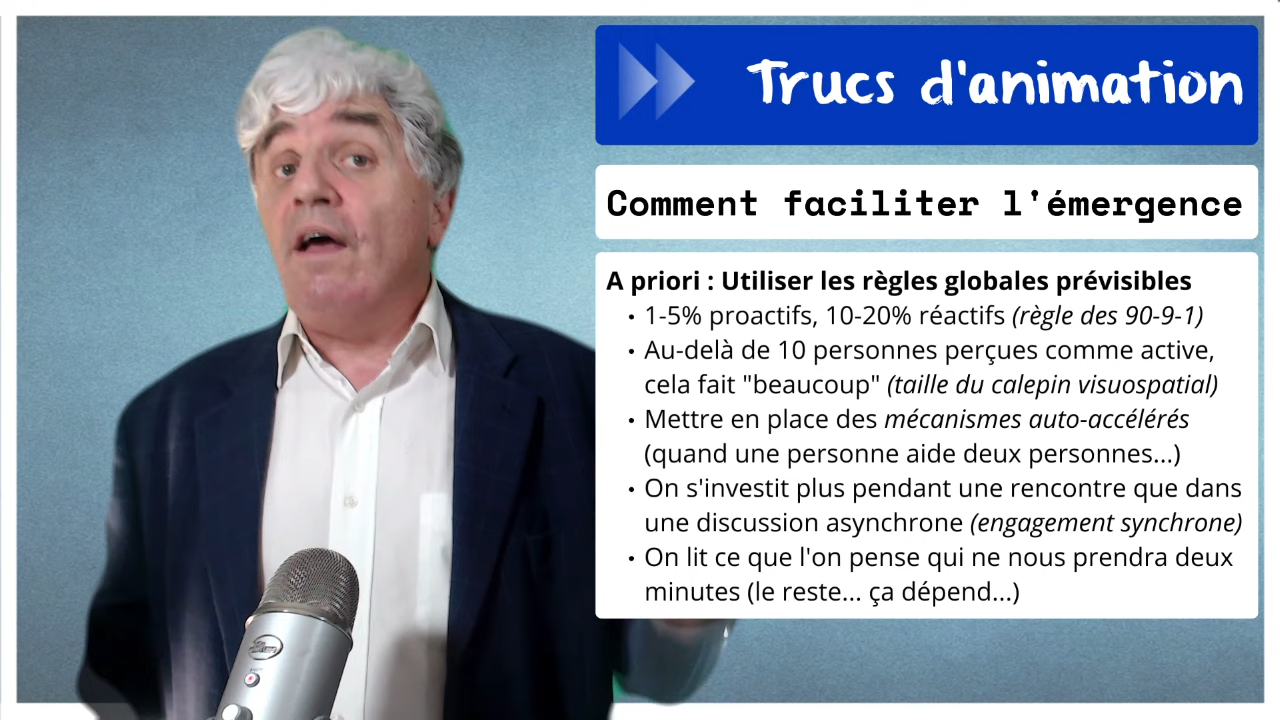 Trucs d'animation
Comment faciliter l'émergence
A priori : Utiliser les règles globales prévisibles
• 1-5% proactifs, 10-20% réactifs (règle des 90-9-1)
• Au-delà de 10 personnes perçues comme active,
cela fait "beaucoup" (taille du calepin visuospatial)
• Mettre en place des mécanismes auto-accélérés
(quand une personne aide deux personnes...)
• On s'investit plus pendant une rencontre que dans
une discussion asynchrone (engagement synchrone)
• On lit ce que l'on pense qui ne nous prendra deux
minutes (le reste... ça dépend...)